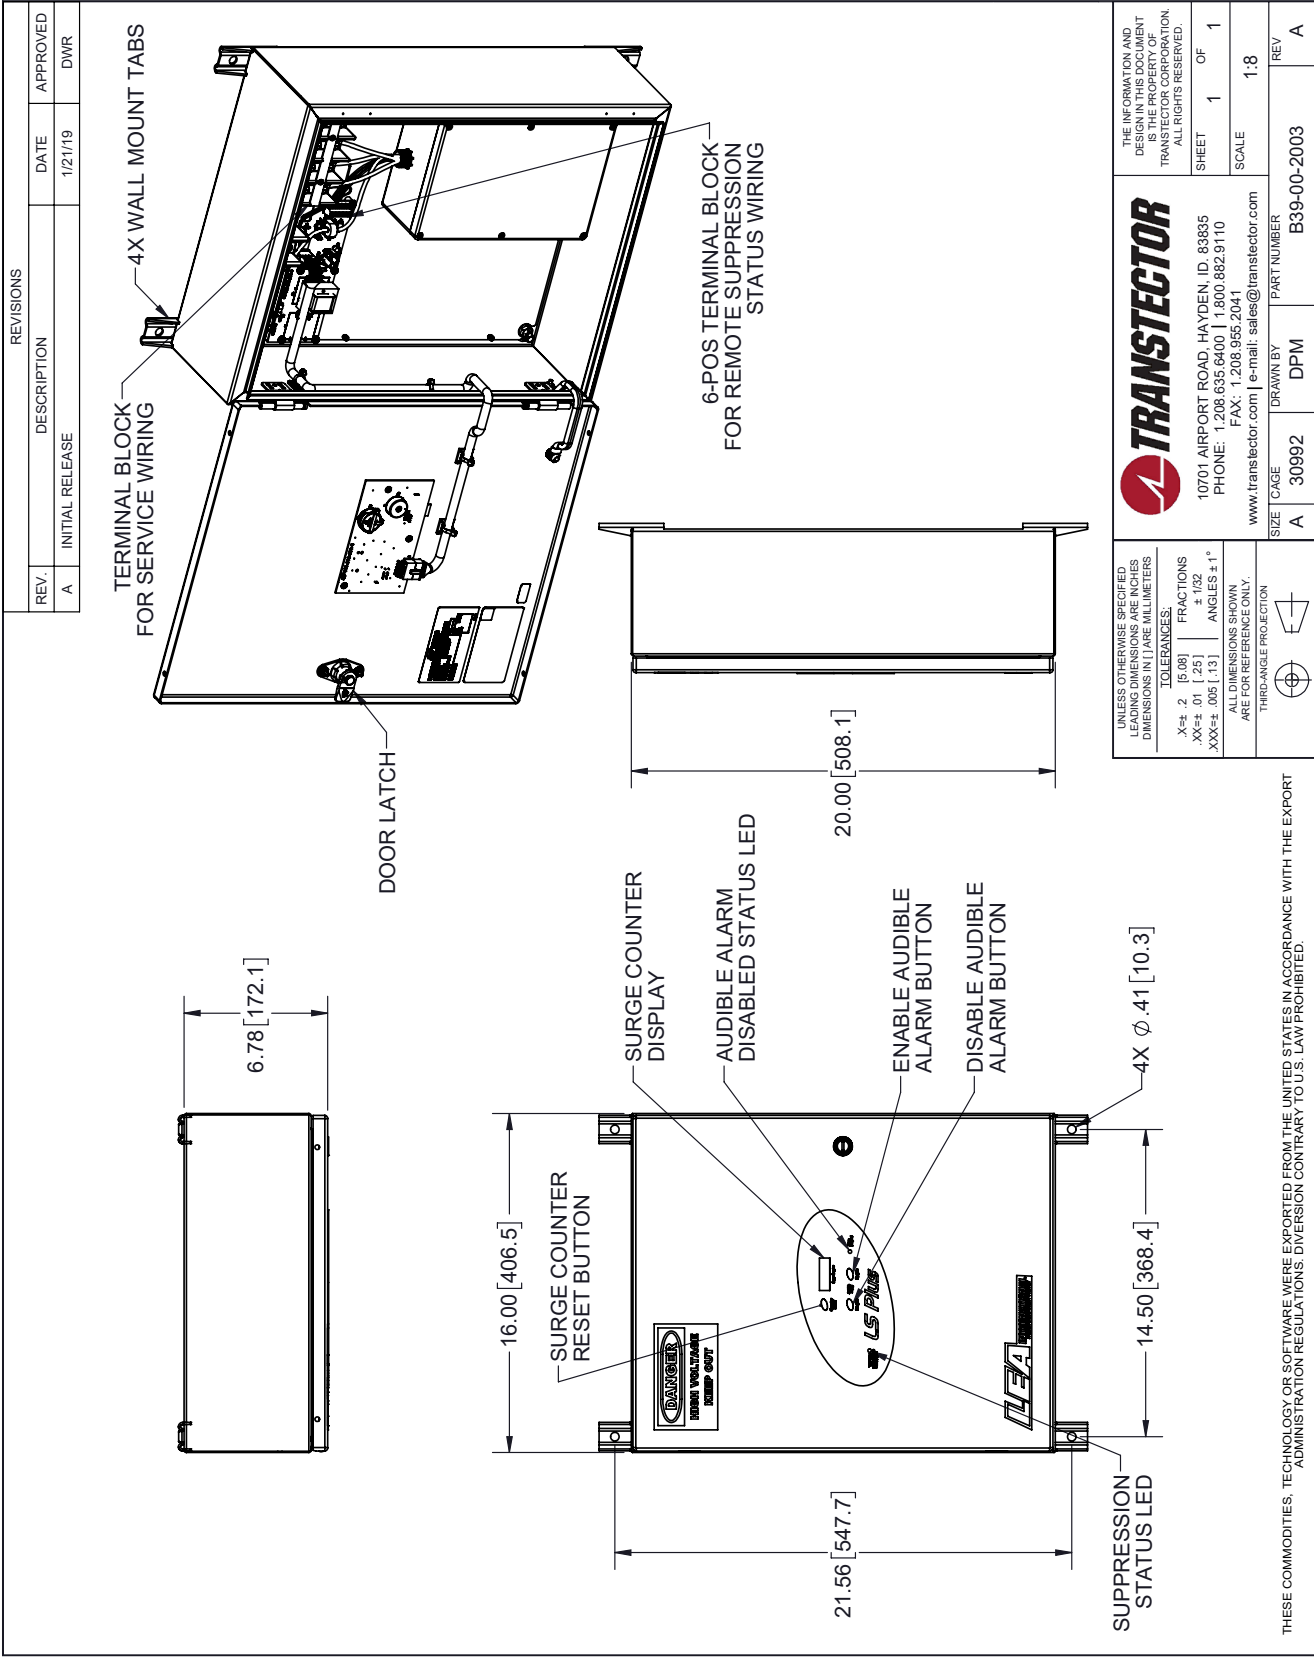 REVISIONS
REV. DESCRIPTION DATE APPROVED
A INITIAL RELEASE 1/21/19 DWR
TERMINAL BLOCK
FOR SERVICE WIRING
4X WALL MOUNT TABS
DOOR LATCH
6-POS TERMINAL BLOCK
FOR REMOTE SUPPRESSION
STATUS WIRING
6.78 [172.1]
16.00 [406.5]
SURGE COUNTER
RESET BUTTON
SURGE COUNTER
DISPLAY
AUDIBLE ALARM
DISABLED STATUS LED
ENABLE AUDIBLE
ALARM BUTTON
DISABLE AUDIBLE
ALARM BUTTON
20.00 [508.1]
DANGER
HIGH VOLTAGE
KEEP OUT
LS Plus
LEA
21.56 [547.7]
14.50 [368.4]
4X ⌀.41 [10.3]
SUPPRESSION
STATUS LED
THESE COMMODITIES, TECHNOLOGY OR SOFTWARE WERE EXPORTED FROM THE UNITED STATES IN ACCORDANCE WITH THE EXPORT
ADMINISTRATION REGULATIONS. DIVERSION CONTRARY TO U.S. LAW PROHIBITED.
UNLESS OTHERWISE SPECIFIED
LEADING DIMENSIONS ARE INCHES
DIMENSIONS IN [ ] ARE MILLIMETERS
TOLERANCES:
.X=± .2 [5.08] FRACTIONS
.XX=± .01 [.25] ± 1/32
.XXX=± .005 [.13] ANGLES ± 1°
ALL DIMENSIONS SHOWN
ARE FOR REFERENCE ONLY.
THIRD-ANGLE PROJECTION
TRANSTECTOR
10701 AIRPORT ROAD, HAYDEN, ID. 83835
PHONE: 1.208.635.6400 | 1.800.882.9110
FAX: 1.208.955.2041
www.transtector.com | e-mail: sales@transtector.com
THE INFORMATION AND
DESIGN IN THIS DOCUMENT
IS THE PROPERTY OF
TRANSTECTOR CORPORATION.
ALL RIGHTS RESERVED.
SHEET 1 OF 1
SCALE 1:8
SIZE A CAGE 30992 DRAWN BY DPM PART NUMBER B39-00-2003 REV A